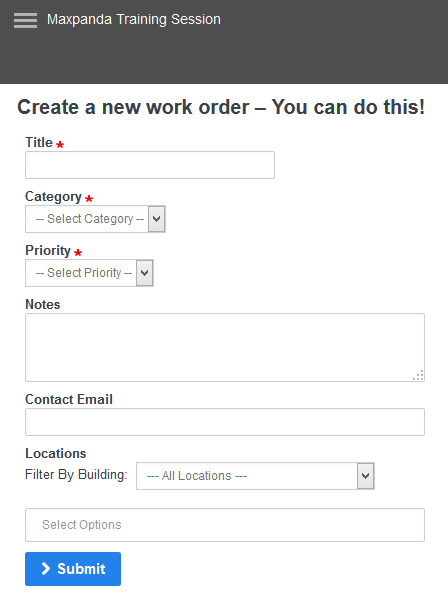 Maxpanda Training Session
Create a new work order – You can do this!
Title *
Category *
-- Select Category --
Priority *
-- Select Priority --
Notes
Contact Email
Locations
Filter By Building: --- All Locations ---
Select Options
Submit